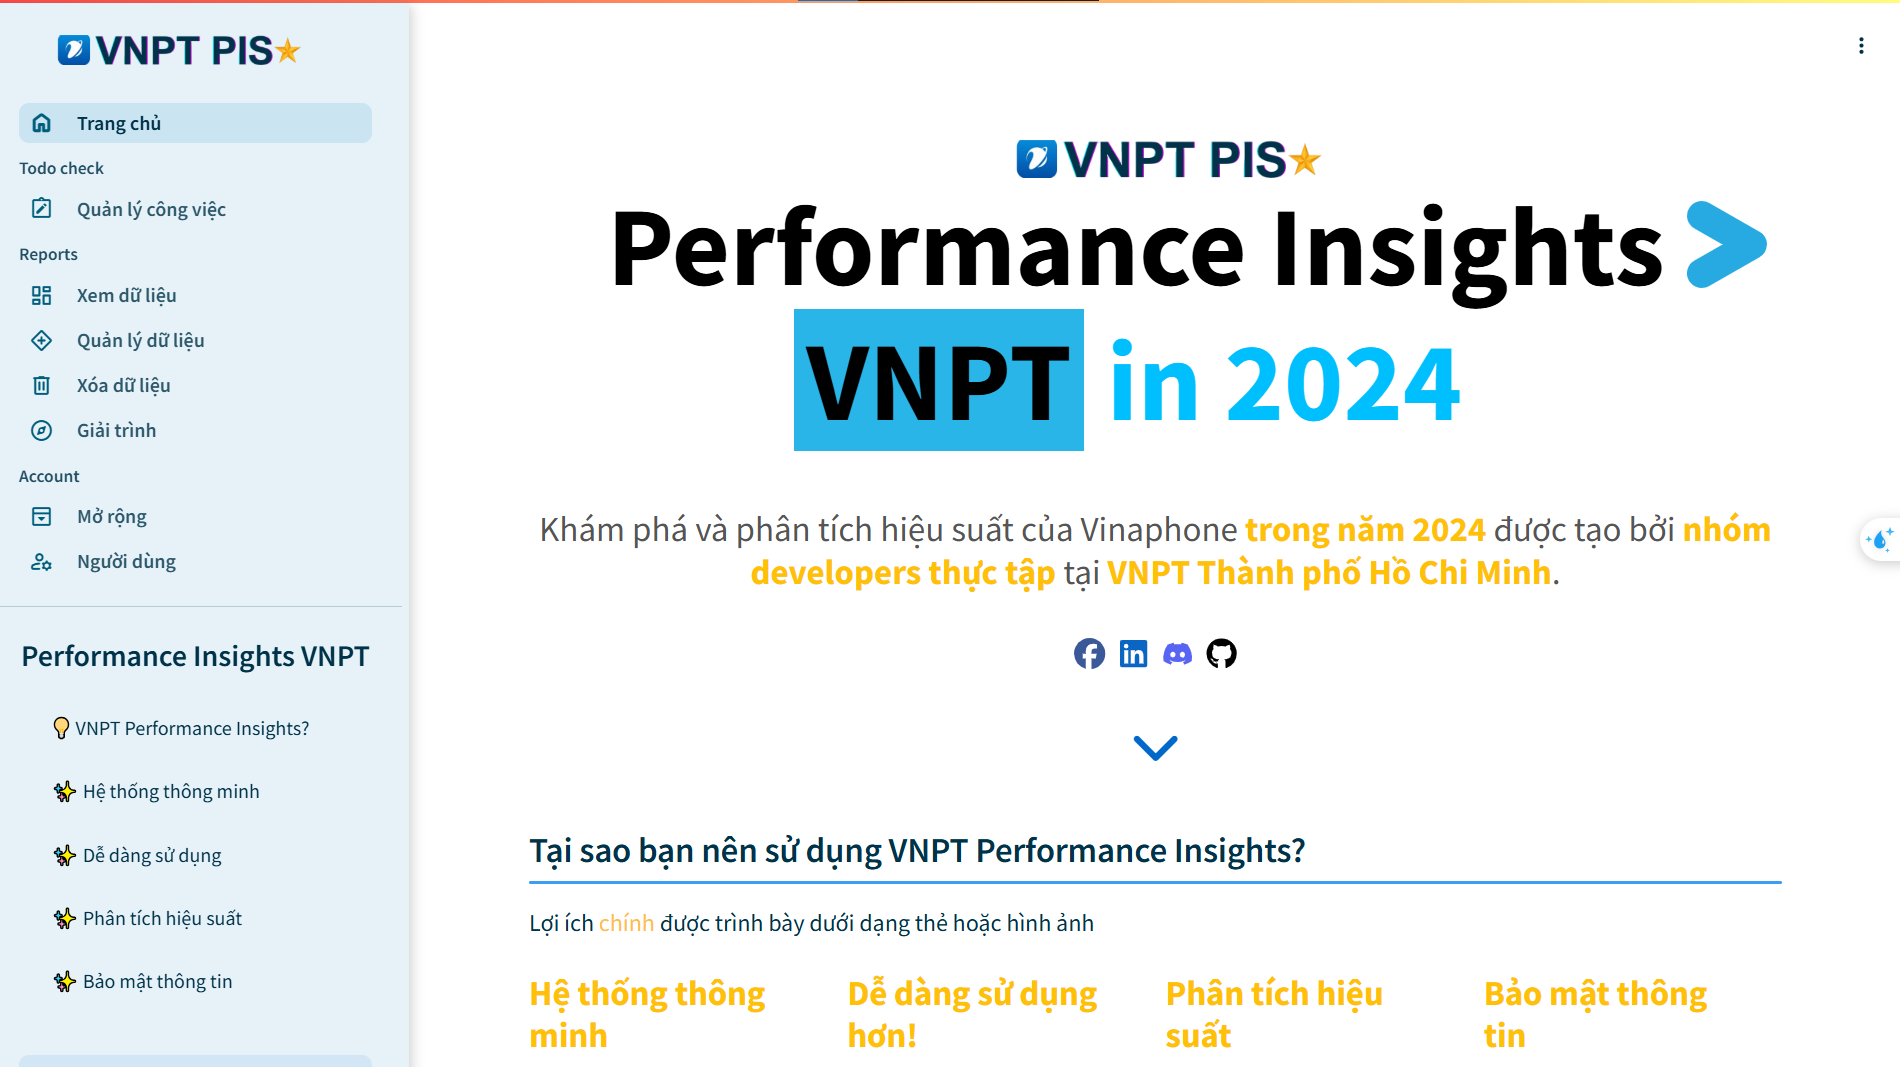 VNPT PIS
Trang chủ
Todo check
Quản lý công việc
Reports
Xem dữ liệu
Quản lý dữ liệu
Xóa dữ liệu
Giải trình
Account
Mở rộng
Người dùng
Performance Insights VNPT
VNPT Performance Insights?
Hệ thống thông minh
Dễ dàng sử dụng
Phân tích hiệu suất
Bảo mật thông tin
VNPT PIS
Performance Insights
VNPT in 2024
Khám phá và phân tích hiệu suất của Vinaphone trong năm 2024 được tạo bởi nhóm
developers thực tập tại VNPT Thành phố Hồ Chi Minh.
Tại sao bạn nên sử dụng VNPT Performance Insights?
Lợi ích chính được trình bày dưới dạng thẻ hoặc hình ảnh
Hệ thống thông
minh
Dễ dàng sử dụng
hơn!
Phân tích hiệu
suất
Bảo mật thông
tin